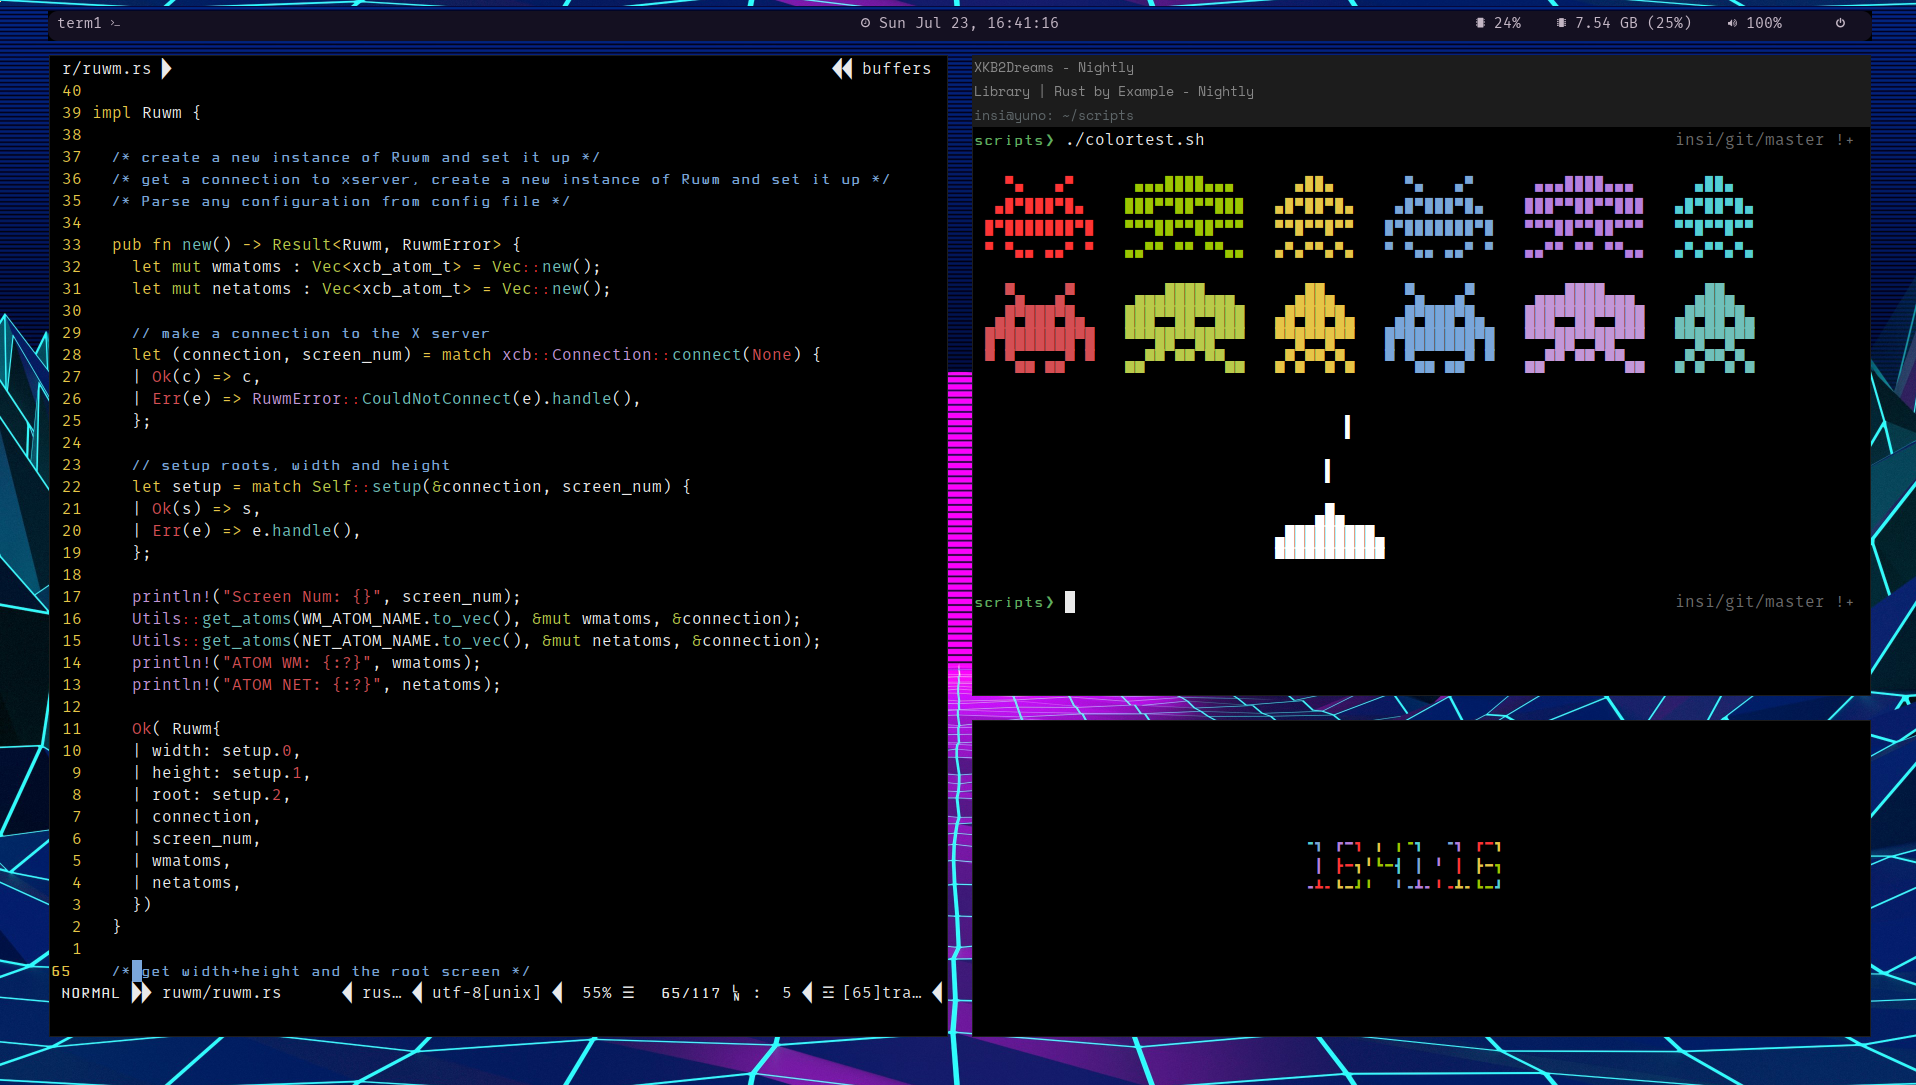 term1 >_
Sun Jul 23, 16:41:16
24% 7.54 GB (25%) 100%
r/ruwm.rs
buffers
40
39 impl Ruwm {
38
37 /* create a new instance of Ruwm and set it up */
36 /* get a connection to xserver, create a new instance of Ruwm and set it up */
35 /* Parse any configuration from config file */
34
33 pub fn new() -> Result<Ruwm, RuwmError> {
32 let mut wmatoms : Vec<xcb_atom_t> = Vec::new();
31 let mut netatoms : Vec<xcb_atom_t> = Vec::new();
30
29 // make a connection to the X server
28 let (connection, screen_num) = match xcb::Connection::connect(None) {
27 | Ok(c) => c,
26 | Err(e) => RuwmError::CouldNotConnect(e).handle(),
25 };
24
23 // setup roots, width and height
22 let setup = match Self::setup(&connection, screen_num) {
21 | Ok(s) => s,
20 | Err(e) => e.handle(),
19 };
18
17 println!("Screen Num: {}", screen_num);
16 Utils::get_atoms(WM_ATOM_NAME.to_vec(), &mut wmatoms, &connection);
15 Utils::get_atoms(NET_ATOM_NAME.to_vec(), &mut netatoms, &connection);
14 println!("ATOM WM: {:?}", wmatoms);
13 println!("ATOM NET: {:?}", netatoms);
12
11 Ok( Ruwm{
10 | width: setup.0,
9 | height: setup.1,
8 | root: setup.2,
7 | connection,
6 | screen_num,
5 | wmatoms,
4 | netatoms,
3 })
2 }
1
65 /* get width+height and the root screen */
NORMAL ruwm/ruwm.rs rus… utf-8[unix] 55% ☰ 65/117 ㏑ : 5 ☲ [65]tra…
XKB2Dreams - Nightly
Library | Rust by Example - Nightly
insi@yuno: ~/scripts
scripts❯ ./colortest.sh insi/git/master !+
scripts❯ insi/git/master !+